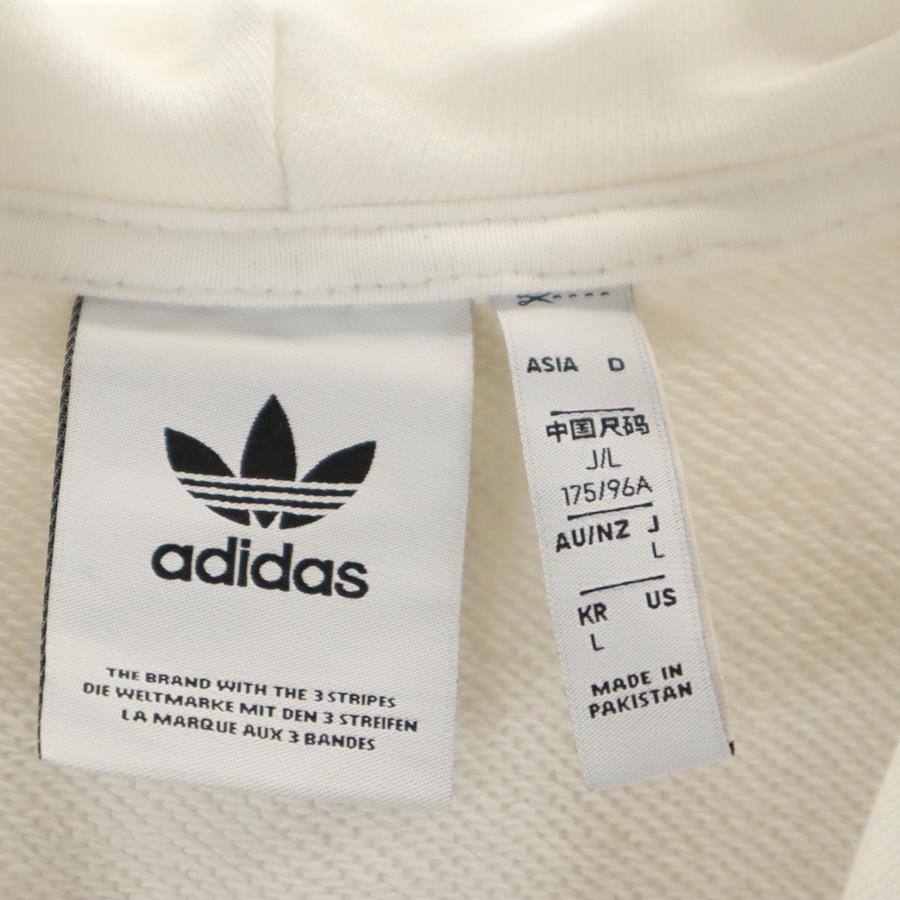 adidas
THE BRAND WITH THE 3 STRIPES
DIE WELTMARKE MIT DEN 3 STREIFEN
LA MARQUE AUX 3 BANDES
ASIA D
中国尺码
J/L
175/96A
AU/NZ J
L
KR US
L
MADE IN
PAKISTAN